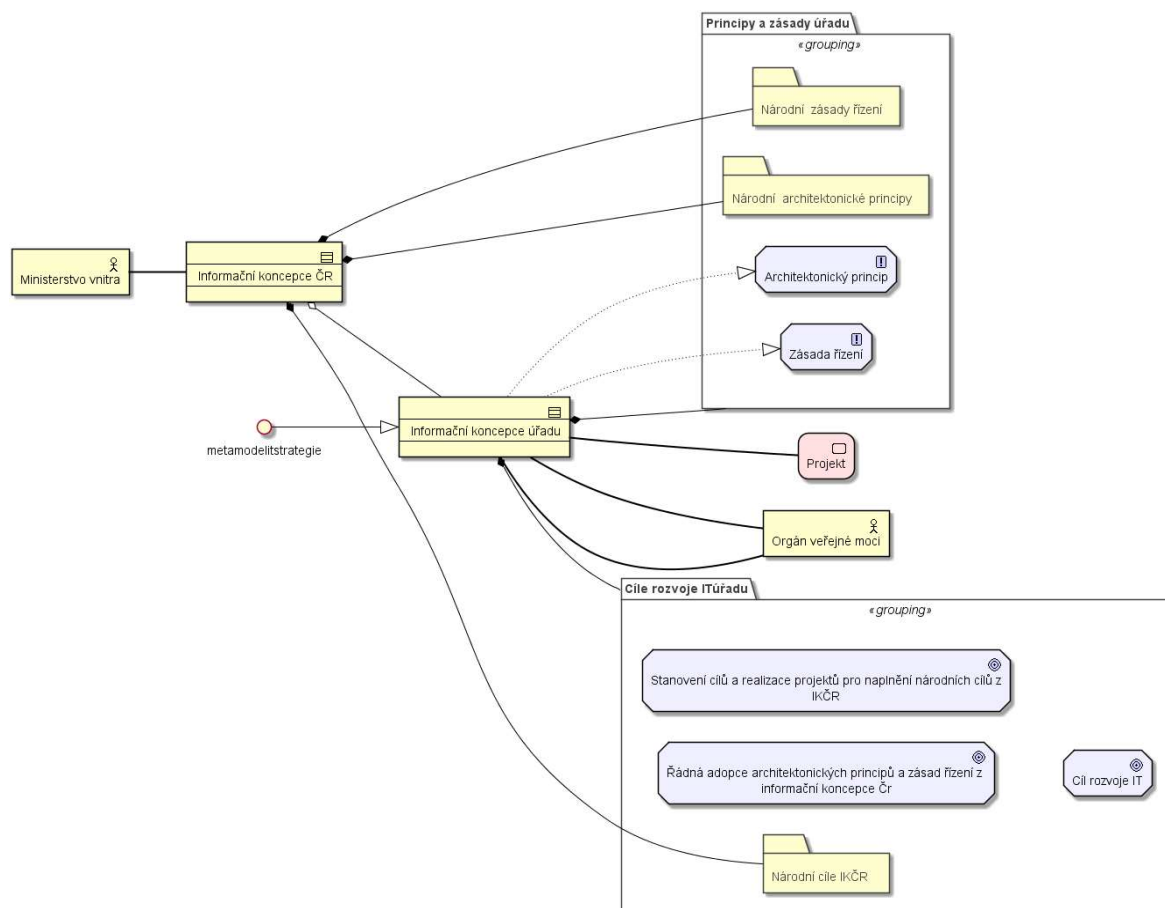 Principy a zásady úřadu
«grouping»
Národní  zásady řízení
Národní  architektonické principy
Ministerstvo vnitra
Informační koncepce ČR
Architektonický princip
Zásada řízení
metamodelitstrategie
Informační koncepce úřadu
Projekt
Orgán veřejné moci
Cíle rozvoje ITúřadu
«grouping»
Stanovení cílů a realizace projektů pro naplnění národních cílů z
IKČR
Řádná adopce architektonických principů a zásad řízení z
informační koncepce Čr
Cíl rozvoje IT
Národní cíle IKČR